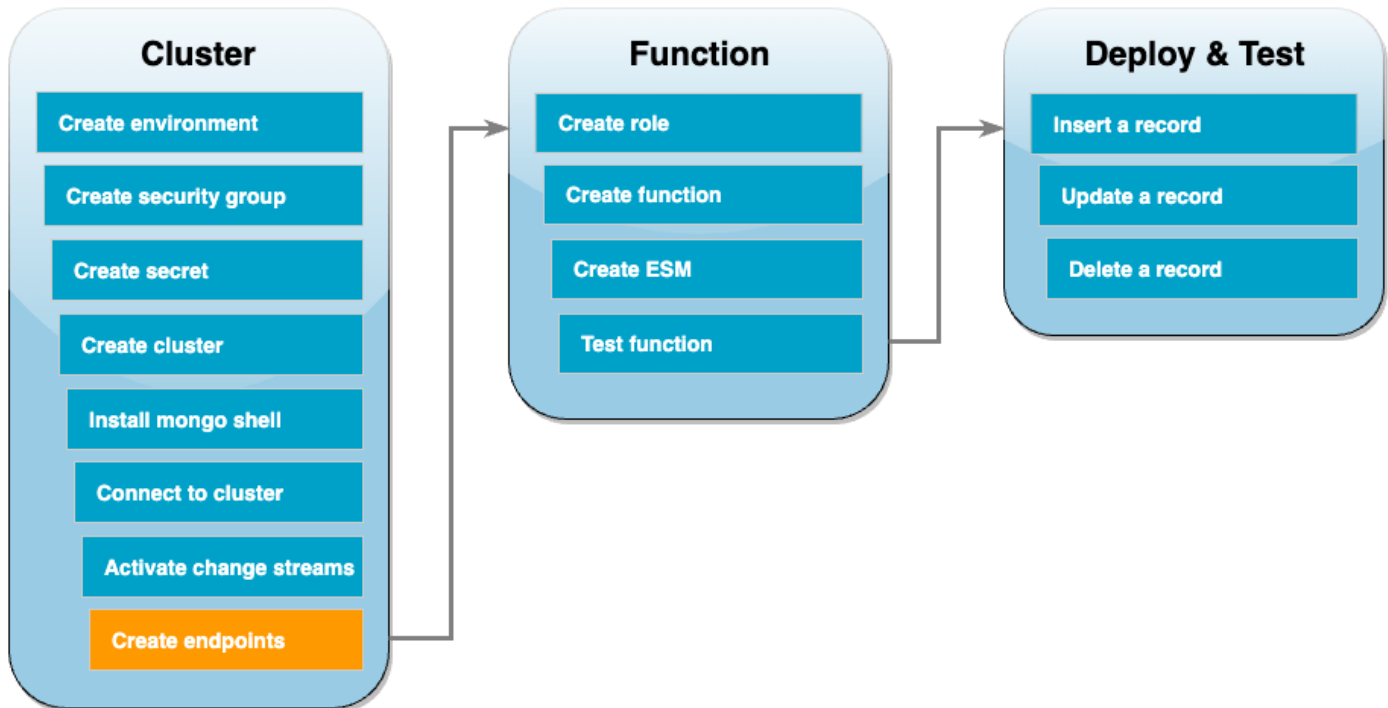 Cluster
Create environment
Create security group
Create secret
Create cluster
Install mongo shell
Connect to cluster
Activate change streams
Create endpoints
Function
Create role
Create function
Create ESM
Test function
Deploy & Test
Insert a record
Update a record
Delete a record